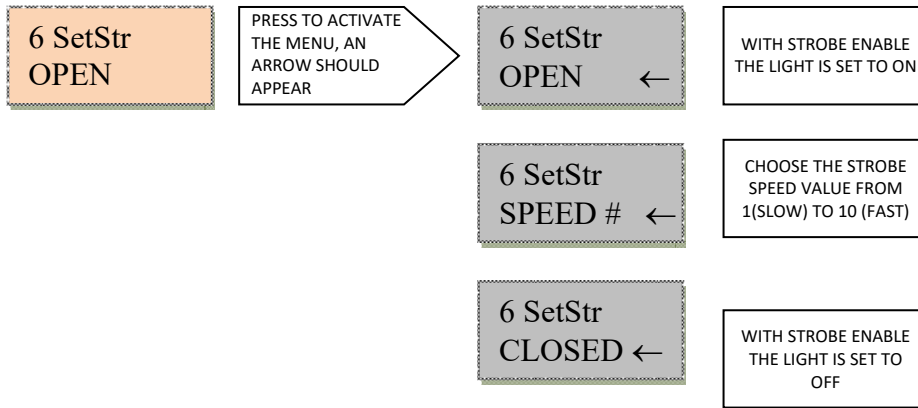 6 SetStr
OPEN
PRESS TO ACTIVATE
THE MENU, AN
ARROW SHOULD
APPEAR
6 SetStr
OPEN ←
WITH STROBE ENABLE
THE LIGHT IS SET TO ON
6 SetStr
SPEED # ←
CHOOSE THE STROBE
SPEED VALUE FROM
1(SLOW) TO 10 (FAST)
6 SetStr
CLOSED ←
WITH STROBE ENABLE
THE LIGHT IS SET TO
OFF